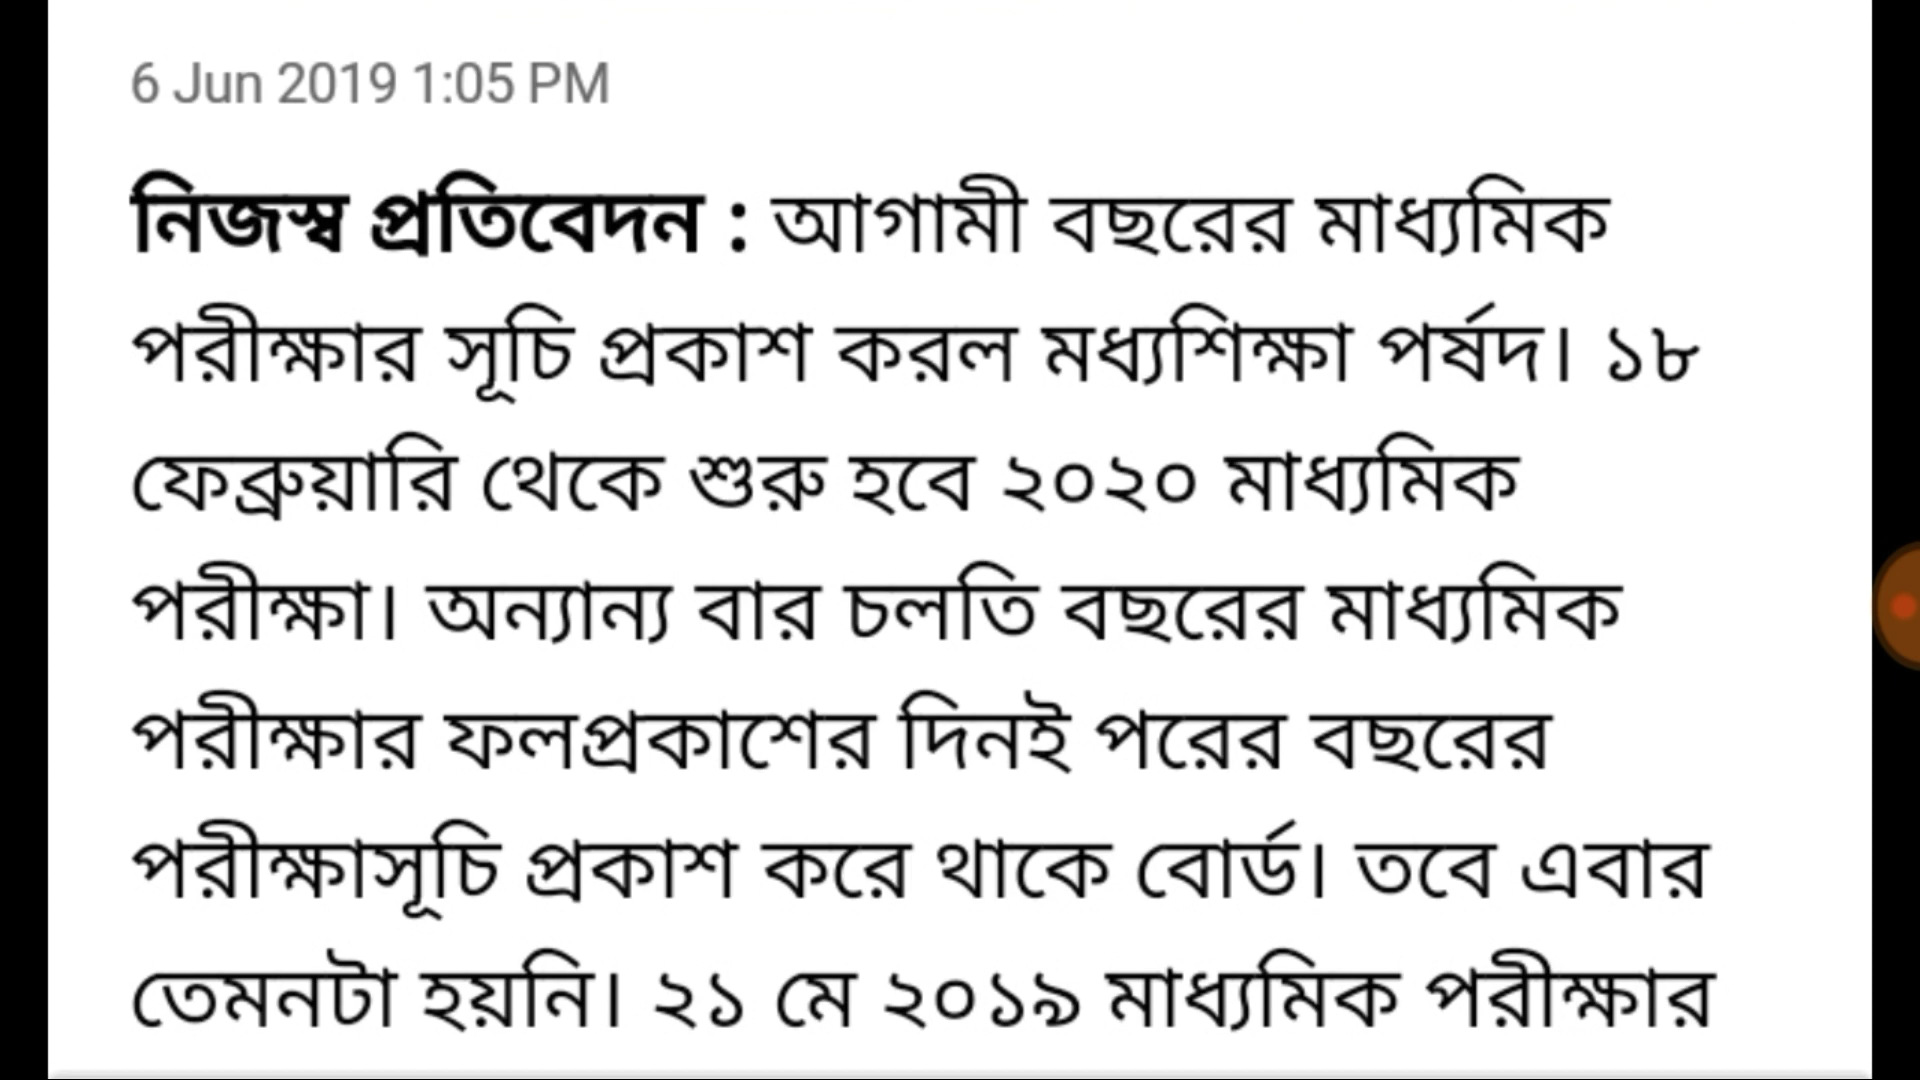 6 Jun 2019 1:05 PM
নিজস্ব প্রতিবেদন : আগামী বছরের মাধ্যমিক
পরীক্ষার সূচি প্রকাশ করল মধ্যশিক্ষা পর্ষদ। ১৮
ফেব্রুয়ারি থেকে শুরু হবে ২০২০ মাধ্যমিক
পরীক্ষা। অন্যান্য বার চলতি বছরের মাধ্যমিক
পরীক্ষার ফলপ্রকাশের দিনই পরের বছরের
পরীক্ষাসূচি প্রকাশ করে থাকে বোর্ড। তবে এবার
তেমনটা হয়নি। ২১ মে ২০১৯ মাধ্যমিক পরীক্ষার